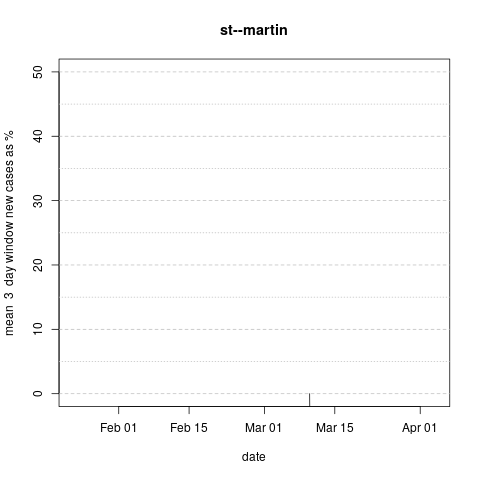 st--martin
50
40
30
20
10
0
mean  3  day window new cases as %
Feb 01
Feb 15
Mar 01
Mar 15
Apr 01
date